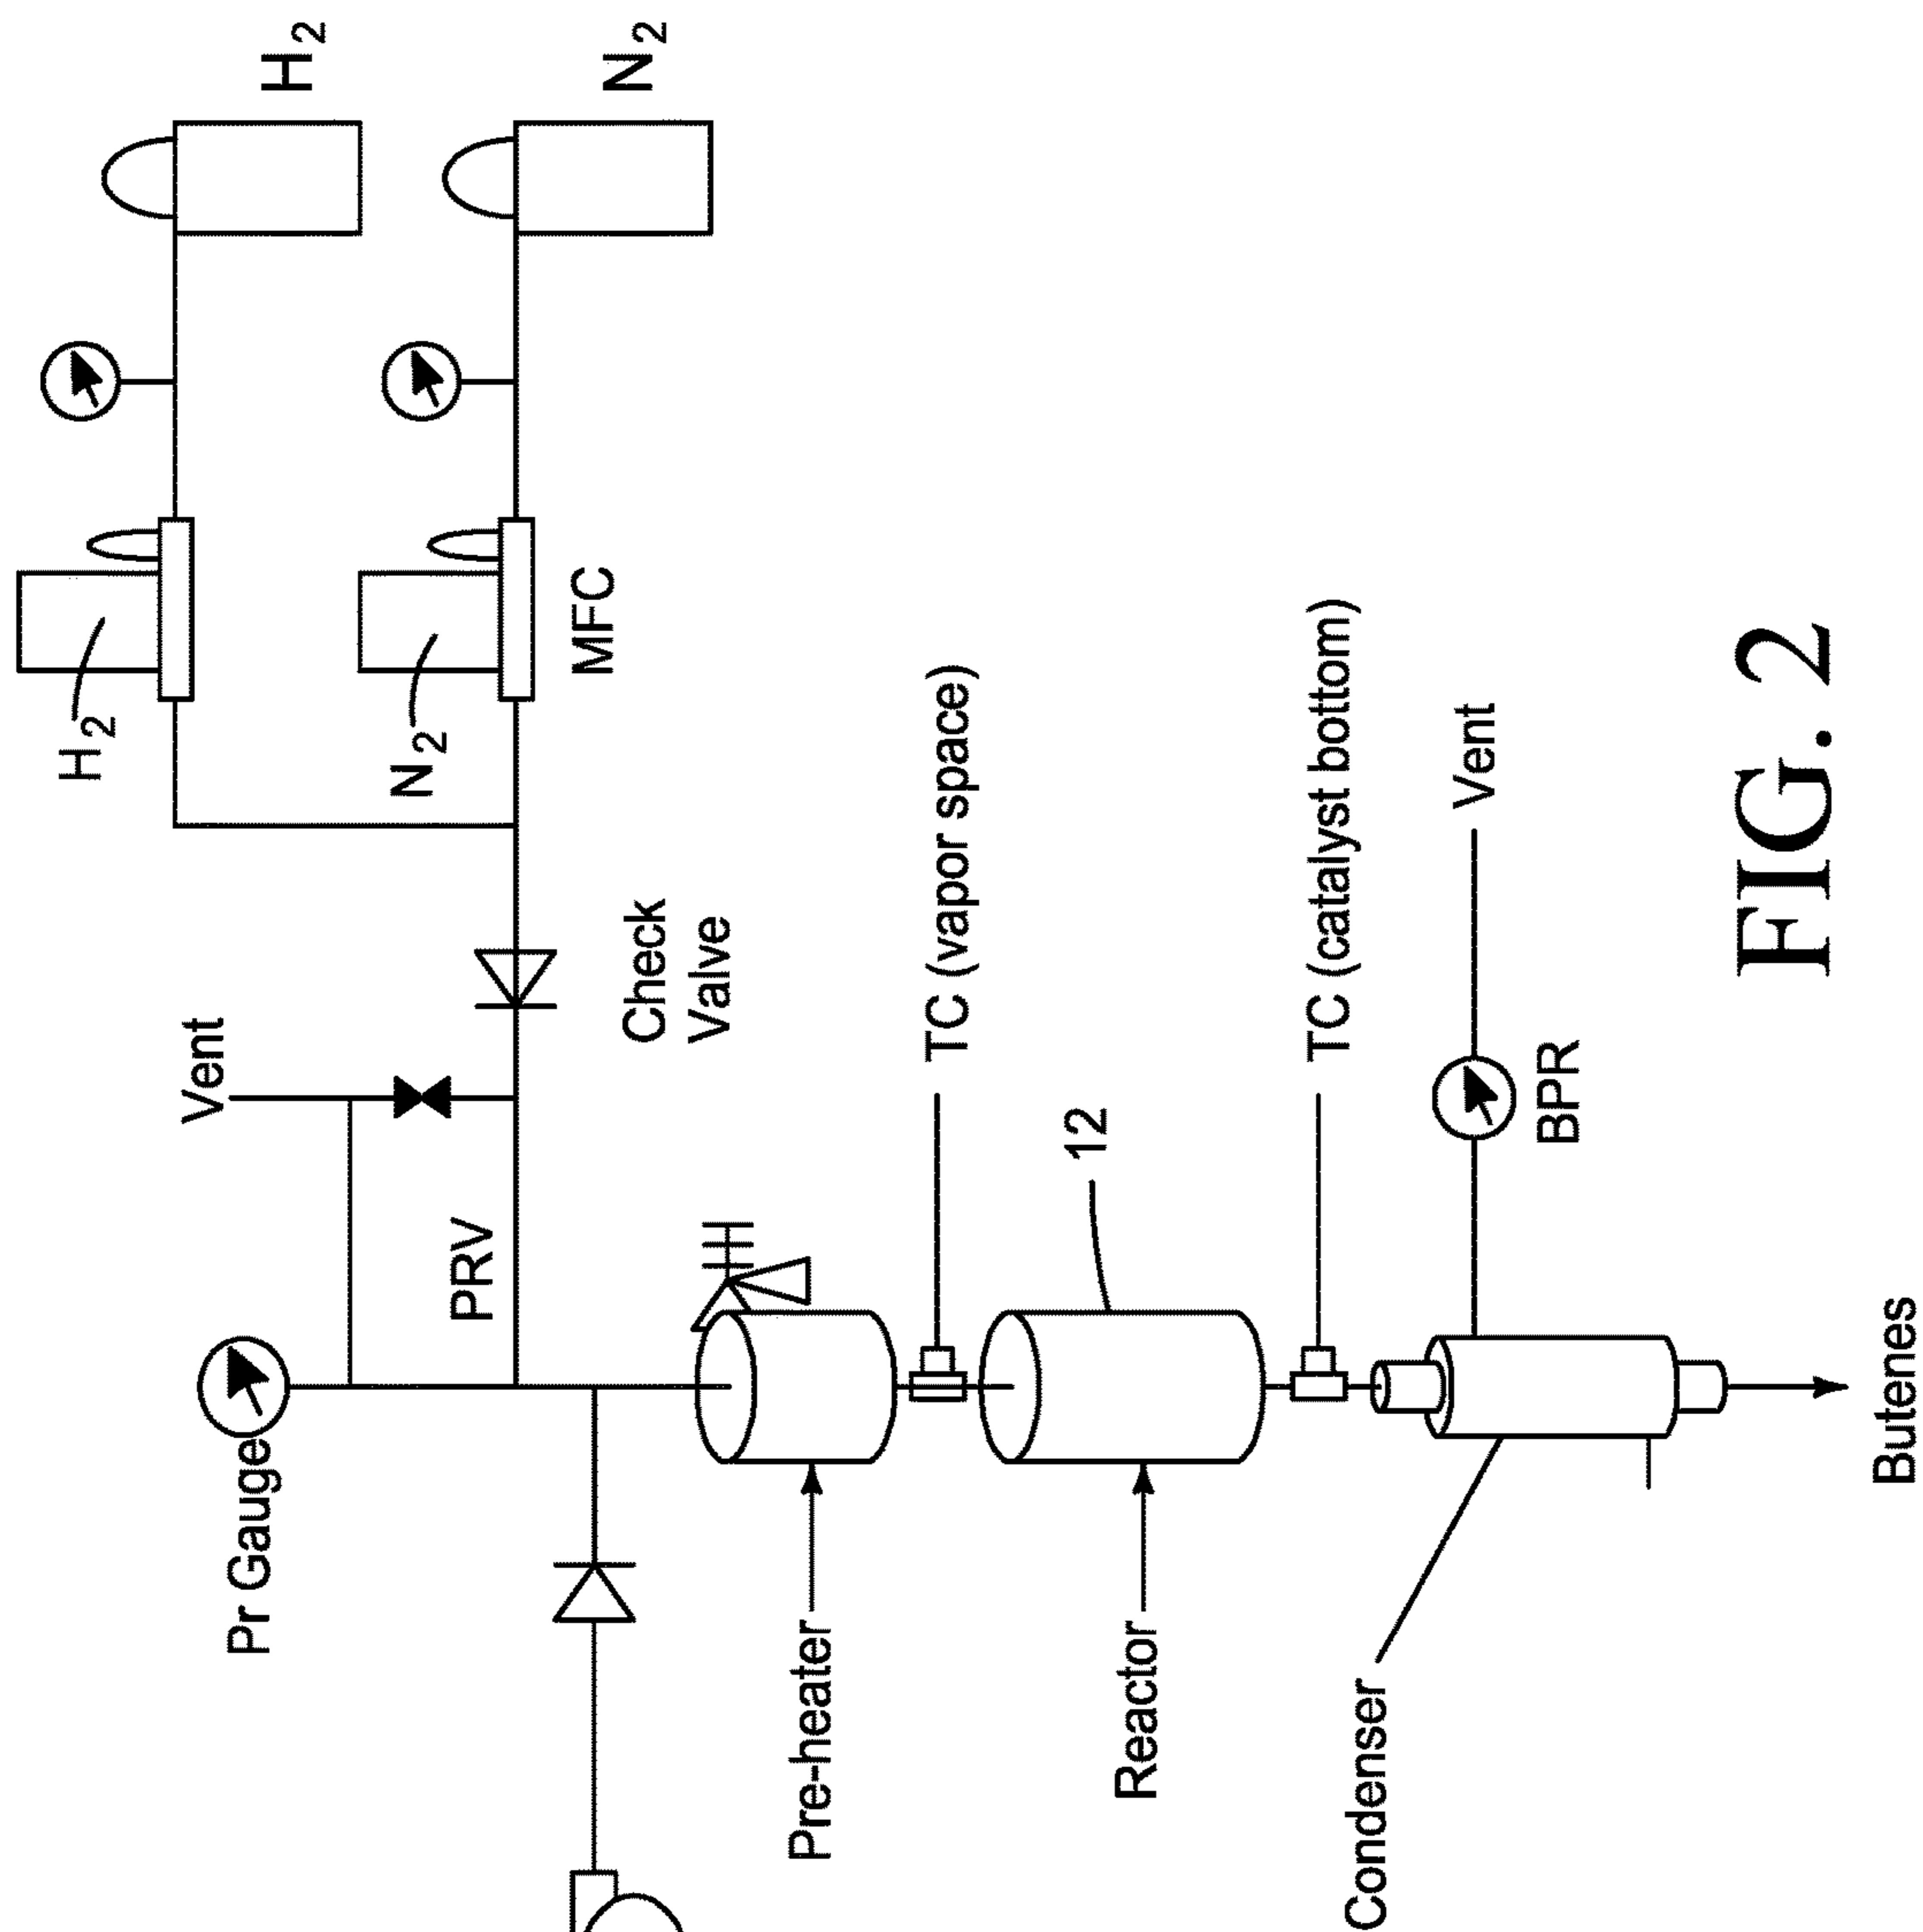 H2
N2
H2
N2
MFC
Check
Valve
Vent
PRV
Pr Gauge
TC (vapor space)
12
TC (catalyst bottom)
Vent
BPR
Pre-heater
Reactor
Condenser
Butenes
FIG. 2